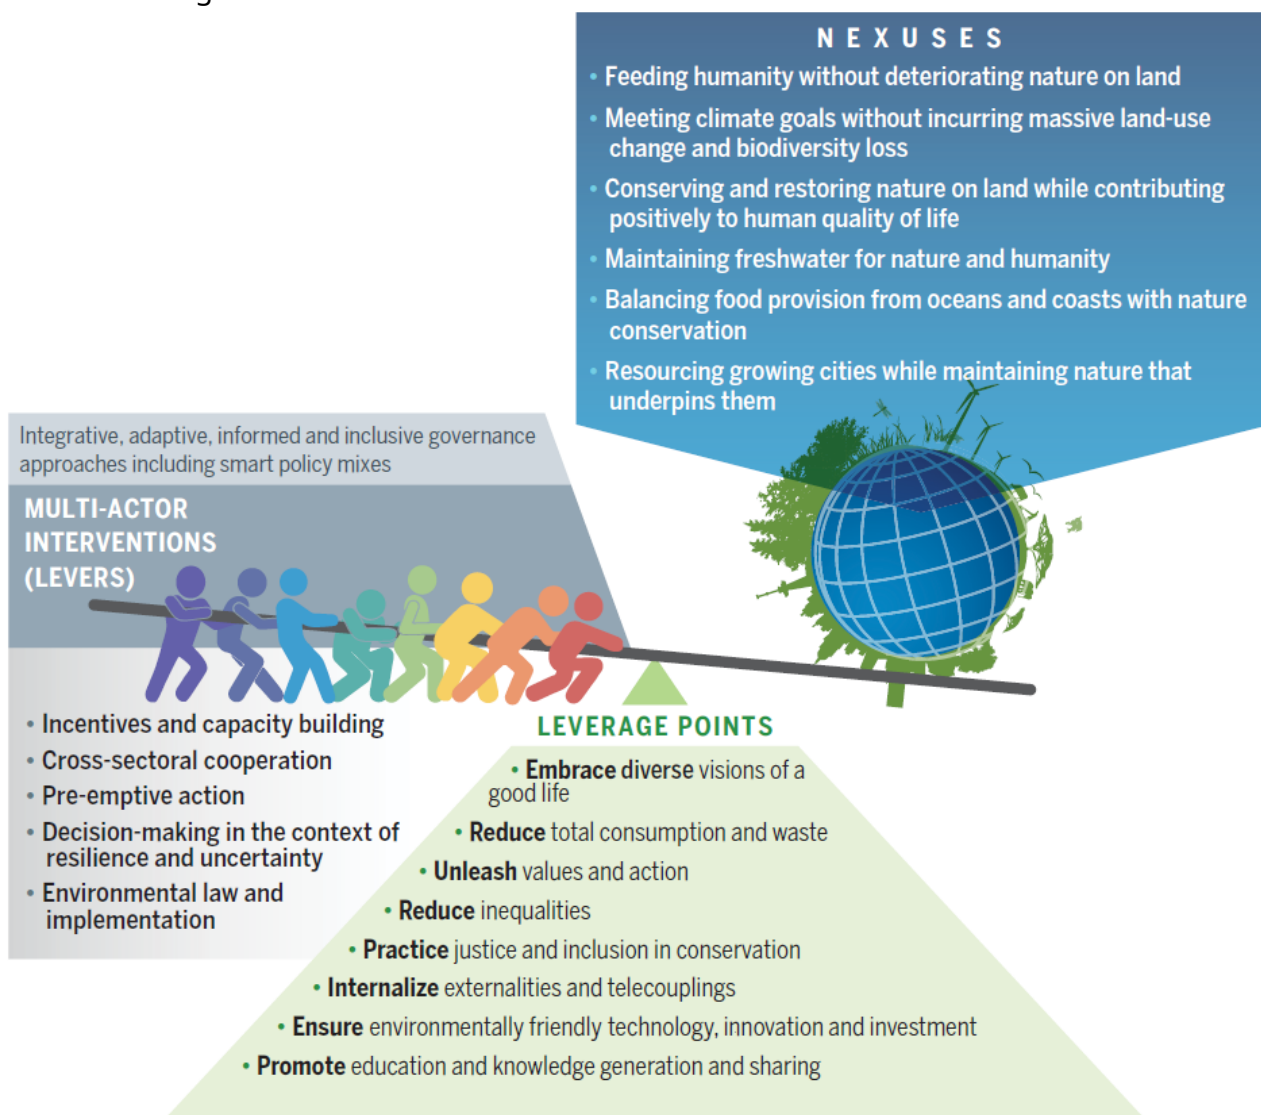 NEXUSES
• Feeding humanity without deteriorating nature on land
• Meeting climate goals without incurring massive land-use
change and biodiversity loss
• Conserving and restoring nature on land while contributing
positively to human quality of life
• Maintaining freshwater for nature and humanity
• Balancing food provision from oceans and coasts with nature
conservation
• Resourcing growing cities while maintaining nature that
underpins them
Integrative, adaptive, informed and inclusive governance
approaches including smart policy mixes
MULTI-ACTOR
INTERVENTIONS
(LEVERS)
• Incentives and capacity building
• Cross-sectoral cooperation
• Pre-emptive action
• Decision-making in the context of
resilience and uncertainty
• Environmental law and
implementation
LEVERAGE POINTS
• Embrace diverse visions of a
good life
• Reduce total consumption and waste
• Unleash values and action
• Reduce inequalities
• Practice justice and inclusion in conservation
• Internalize externalities and telecouplings
• Ensure environmentally friendly technology, innovation and investment
• Promote education and knowledge generation and sharing